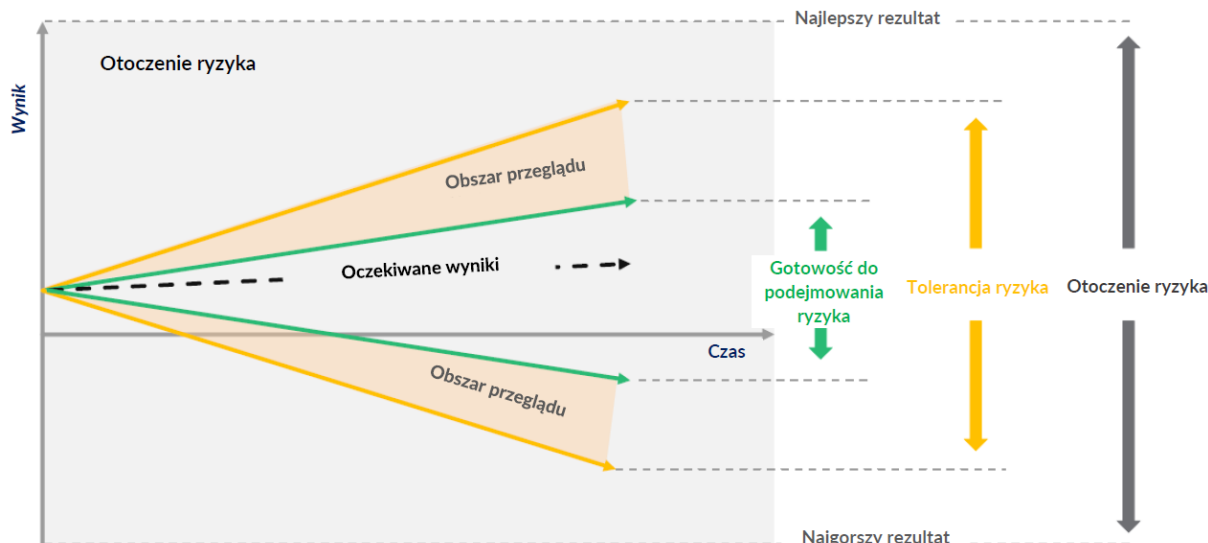 Najlepszy rezultat
Otoczenie ryzyka
Wynik
Obszar przeglądu
Oczekiwane wyniki
Gotowość do
podejmowania
ryzyka
Tolerancja ryzyka
Otoczenie ryzyka
Czas
Obszar przeglądu
Najgorszy rezultat